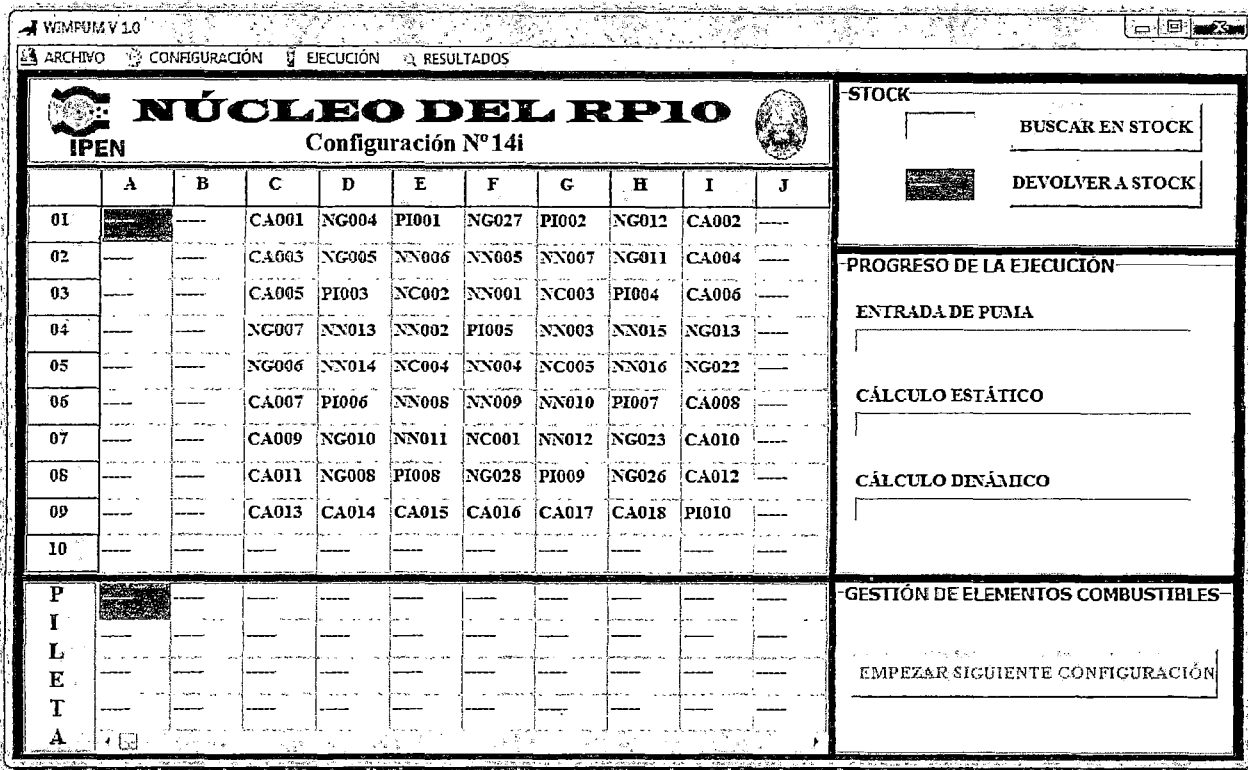 WIMPUM V 1.0
ARCHIVO CONFIGURACIÓN EJECUCIÓN RESULTADOS
IPEN
NÚCLEO DEL RP10
Configuración Nº 14i
A B C D E F G H I J
01 ---- CA001 NG004 PI001 NG027 PI002 NG012 CA002 ----
02 ---- ---- CA003 NG005 NN006 NN005 NN007 NG011 CA004 ----
03 ---- ---- CA005 PI003 NC002 NN001 NC003 PI004 CA006 ----
04 ---- ---- NG007 NN013 NN002 PI005 NN003 NN015 NG013 ----
05 ---- ---- NG006 NN014 NC004 NN004 NC005 NN016 NG022 ----
06 ---- ---- CA007 PI006 NN008 NN009 NN010 PI007 CA008 ----
07 ---- ---- CA009 NG010 NN011 NC001 NN012 NG023 CA010 ----
08 ---- ---- CA011 NG008 PI008 NG028 PI009 NG026 CA012 ----
09 ---- ---- CA013 CA014 CA015 CA016 CA017 CA018 PI010 ----
10 ---- ---- ---- ---- ---- ---- ---- ---- ---- ----
PILETA
STOCK
BUSCAR EN STOCK
DEVOLVER A STOCK
PROGRESO DE LA EJECUCIÓN
ENTRADA DE PUMA
CÁLCULO ESTÁTICO
CÁLCULO DINÁMICO
GESTIÓN DE ELEMENTOS COMBUSTIBLES
EMPEZAR SIGUIENTE CONFIGURACIÓN